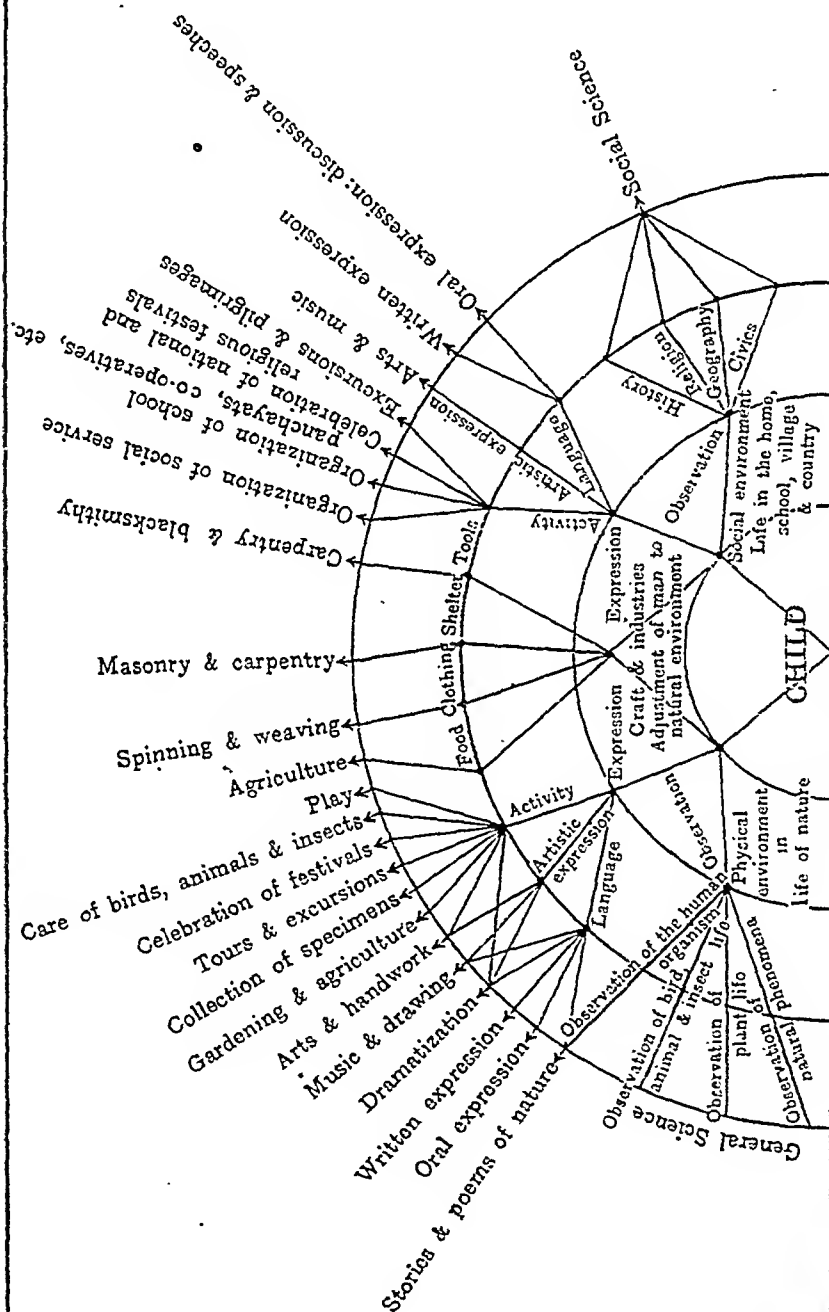 Social Science
Oral expression: discussion & speeches
Written expression
Arts & music
Excursions & pilgrimages
Celebration of national and
religious festivals
Organization of school
panchayats, co-operatives, etc.
Organization of social service
Carpentry & blacksmithy
Masonry & carpentry
Spinning & weaving
Agriculture
Play
Care of birds, animals & insects
Celebration of festivals
Tours & excursions
Collection of specimens
Gardening & agriculture
Arts & handwork
Music & drawing
Dramatization
Written expression
Oral expression
Stories & poems of nature
General Science
History
Religion
Geography
Civics
Language
Artistic
expression
Activity
Tools
Shelter
Clothing
Food
Activity
Artistic
expression
Language
Observation of the human
organism
Observation of bird,
animal & insect life
Observation of
plant life
Observation of
natural phenomena
Observation
Social environment
Life in the home,
school, village
& country
Expression
Craft & industries
Adjustment of man to
natural environment
Expression
Observation
Physical
environment
in
life of nature
CHILD